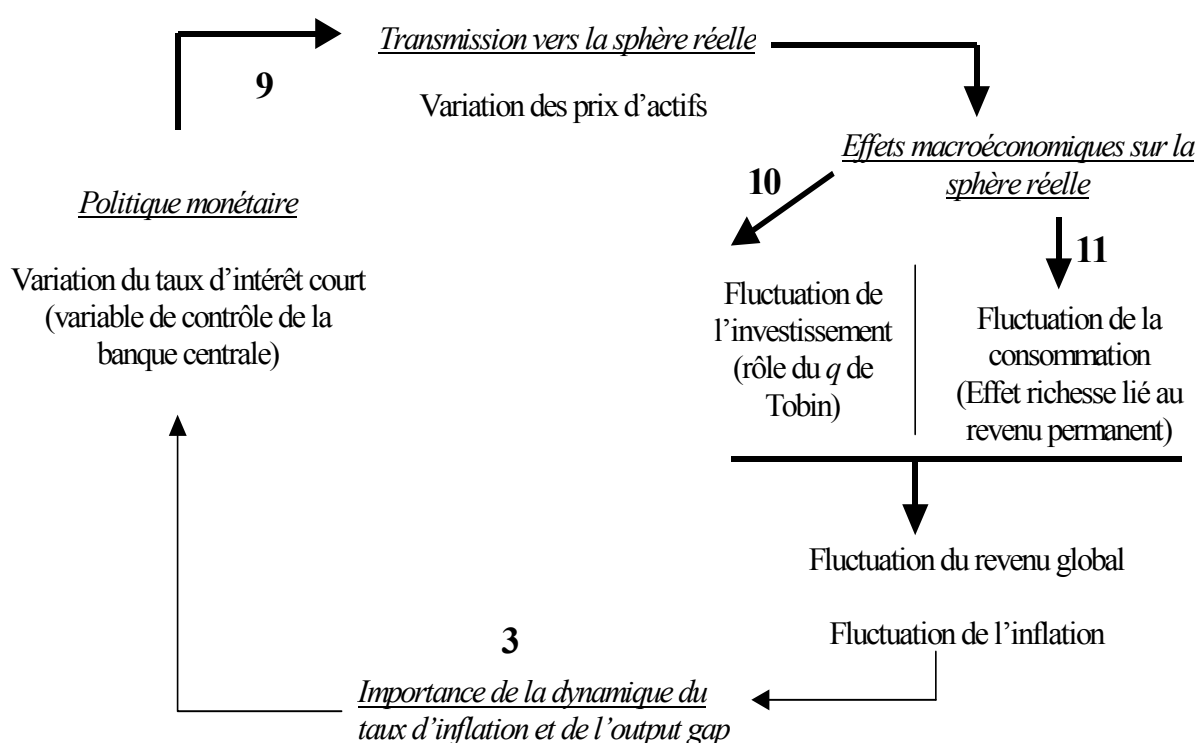 Transmission vers la sphère réelle
9
Variation des prix d’actifs
Effets macroéconomiques sur la
sphère réelle
10
Politique monétaire
11
Variation du taux d’intérêt court
(variable de contrôle de la
banque centrale)
Fluctuation de
l’investissement
(rôle du q de
Tobin)
Fluctuation de la
consommation
(Effet richesse lié au
revenu permanent)
Fluctuation du revenu global
Fluctuation de l’inflation
3
Importance de la dynamique du
taux d’inflation et de l’output gap